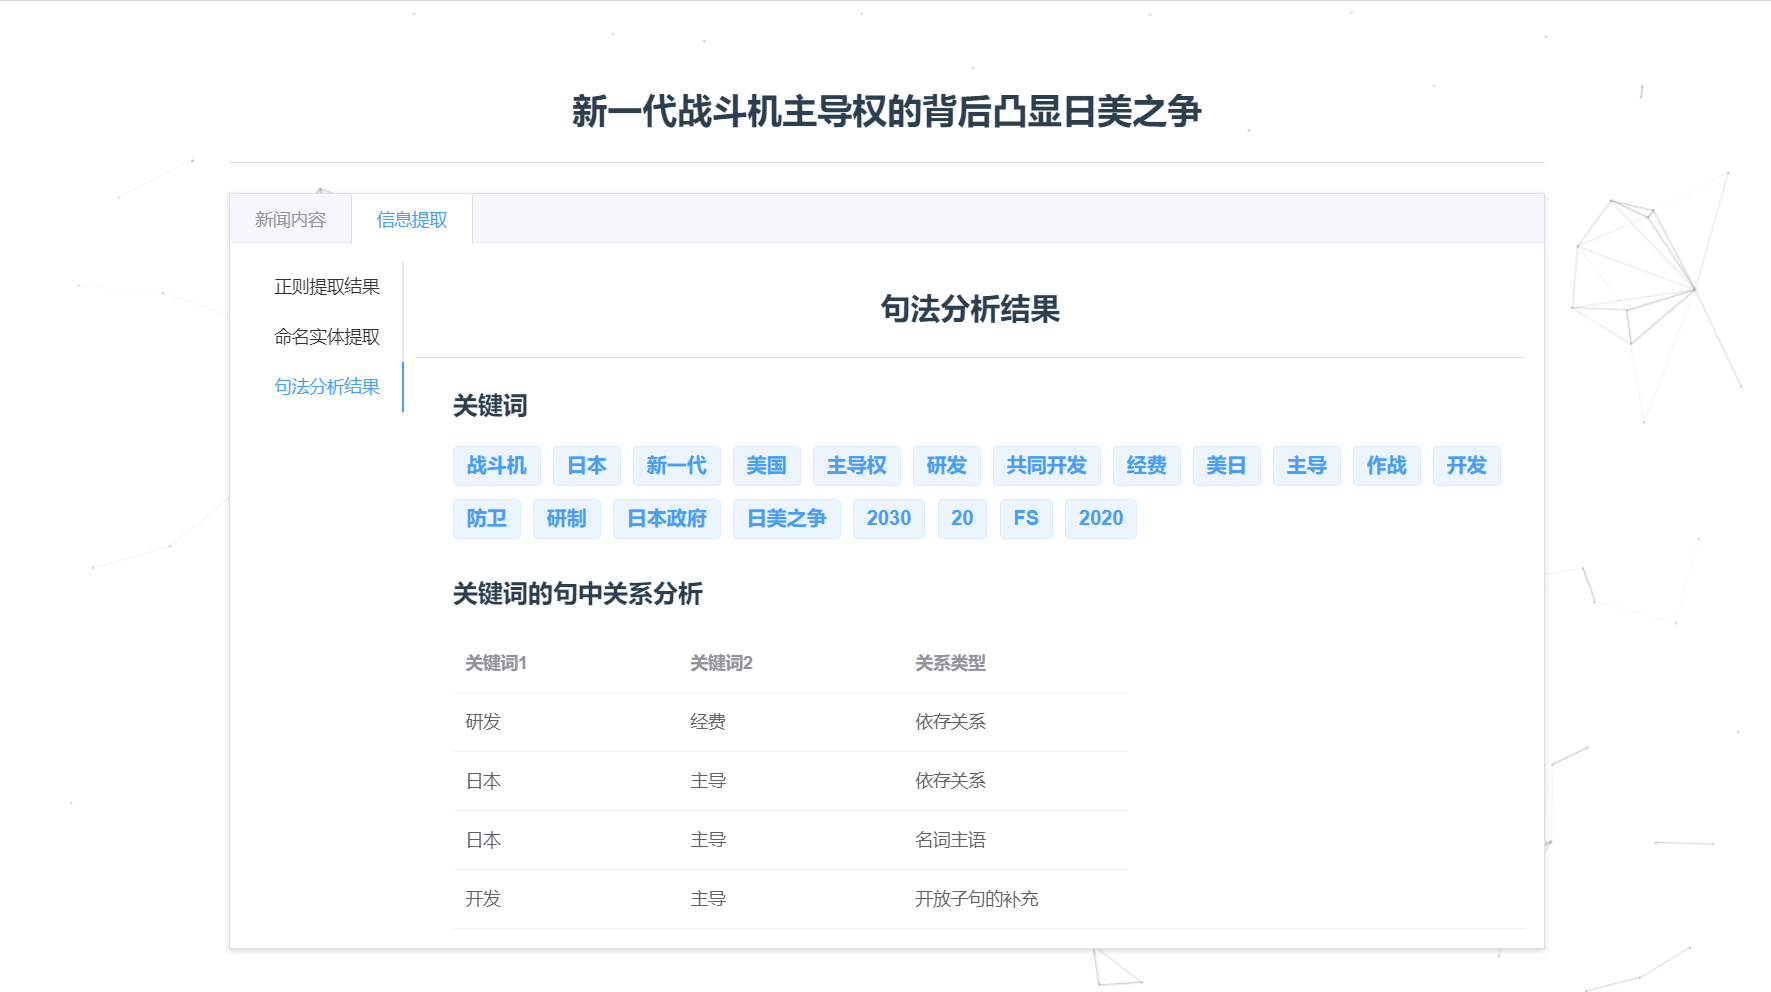 新一代战斗机主导权的背后凸显日美之争
新闻内容 信息提取
正则提取结果
命名实体提取
句法分析结果
句法分析结果
关键词
战斗机 日本 新一代 美国 主导权 研发 共同开发 经费 美日 主导 作战 开发
防卫 研制 日本政府 日美之争 2030 20 FS 2020
关键词的句中关系分析
关键词1 关键词2 关系类型
研发 经费 依存关系
日本 主导 依存关系
日本 主导 名词主语
开发 主导 开放子句的补充